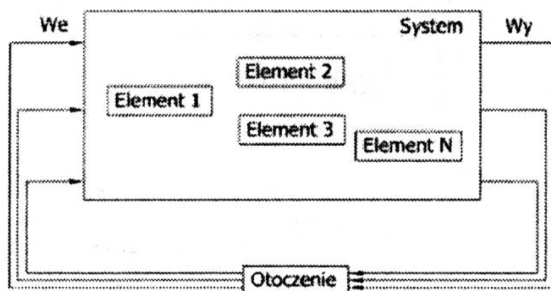 We
System
Wy
Element 2
Element 1
Element 3
Element N
Otoczenie